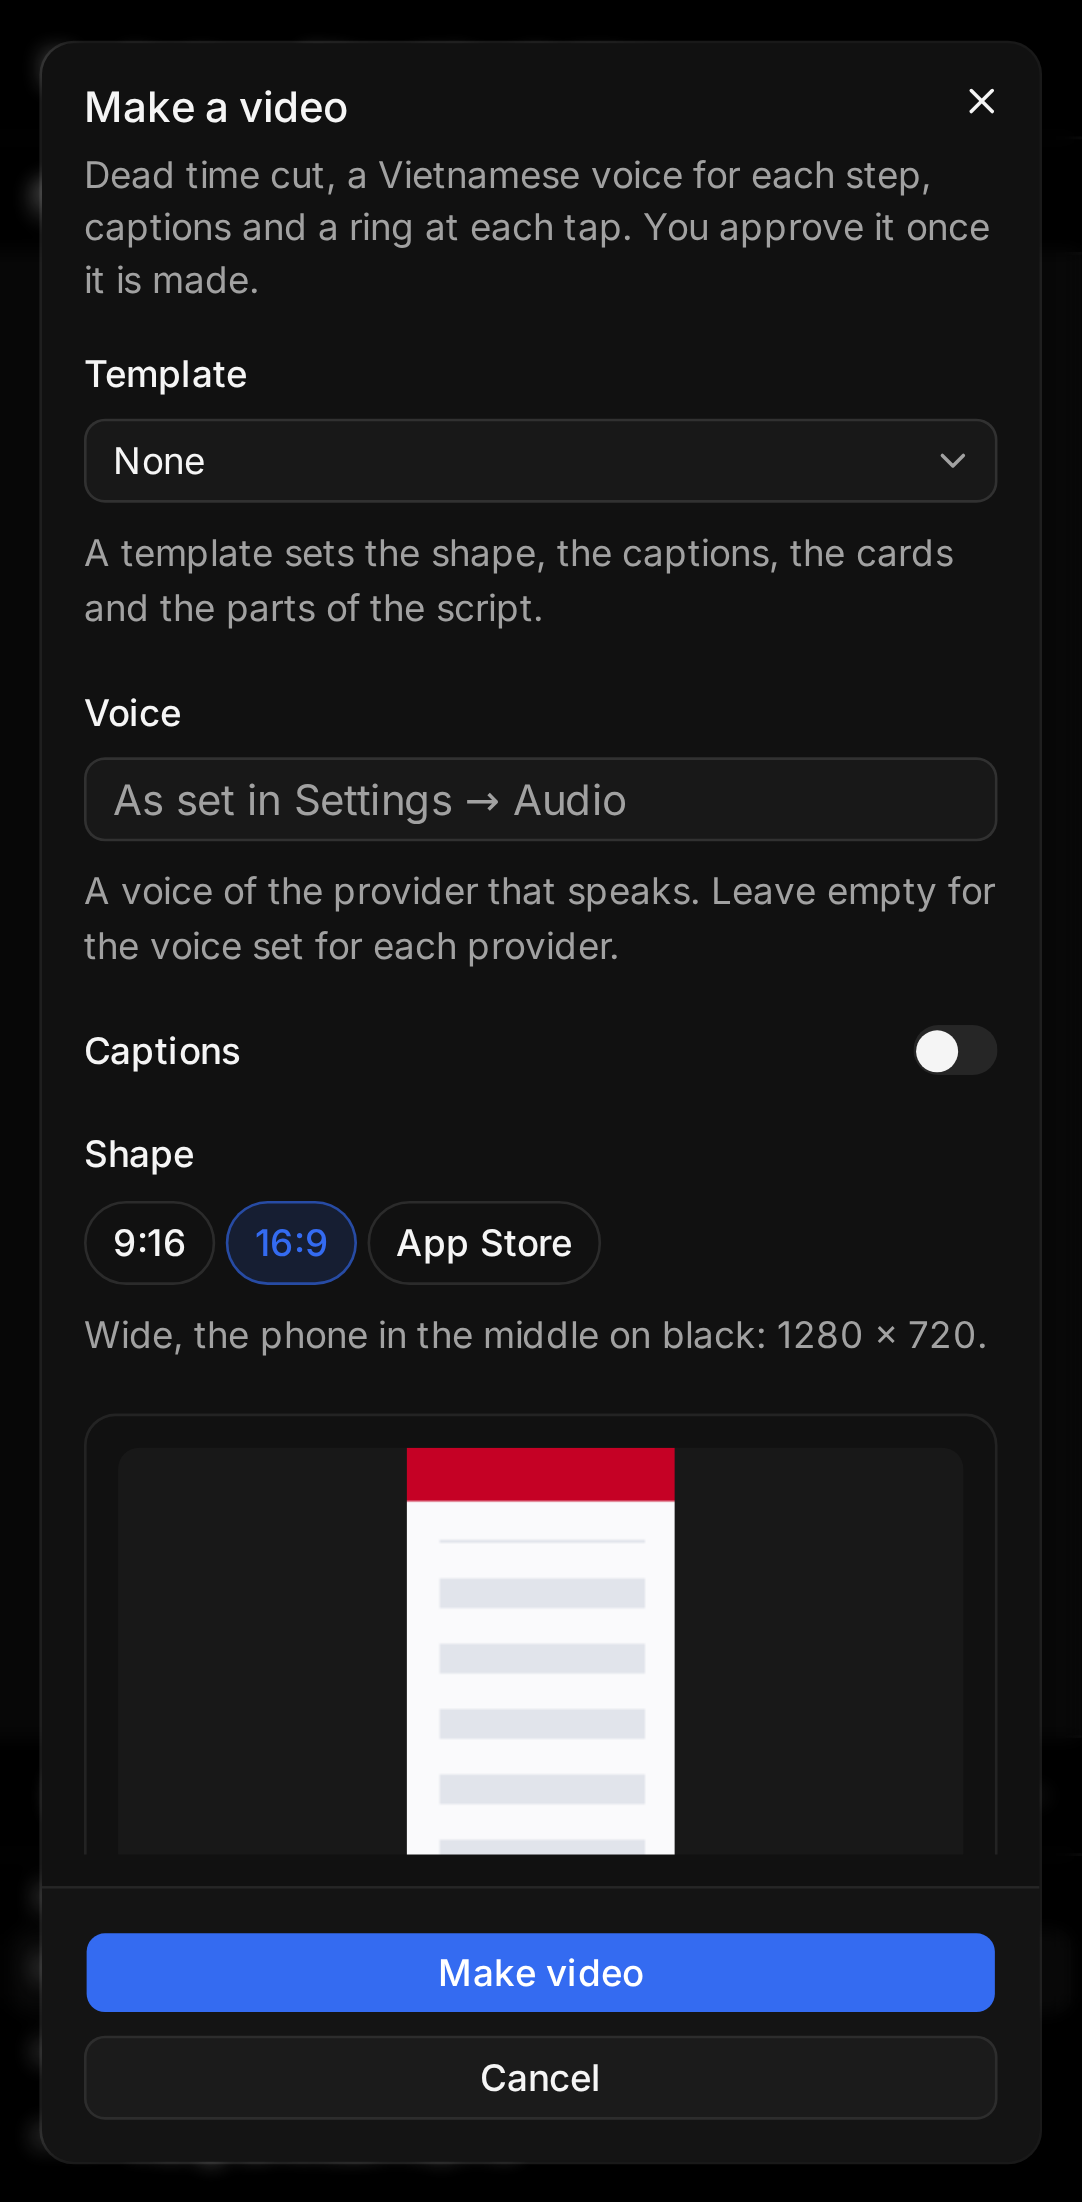 Make a video
Dead time cut, a Vietnamese voice for each step,
captions and a ring at each tap. You approve it once
it is made.
Template
None
A template sets the shape, the captions, the cards
and the parts of the script.
Voice
As set in Settings → Audio
A voice of the provider that speaks. Leave empty for
the voice set for each provider.
Captions
Shape
9:16
16:9
App Store
Wide, the phone in the middle on black: 1280 × 720.
Make video
Cancel